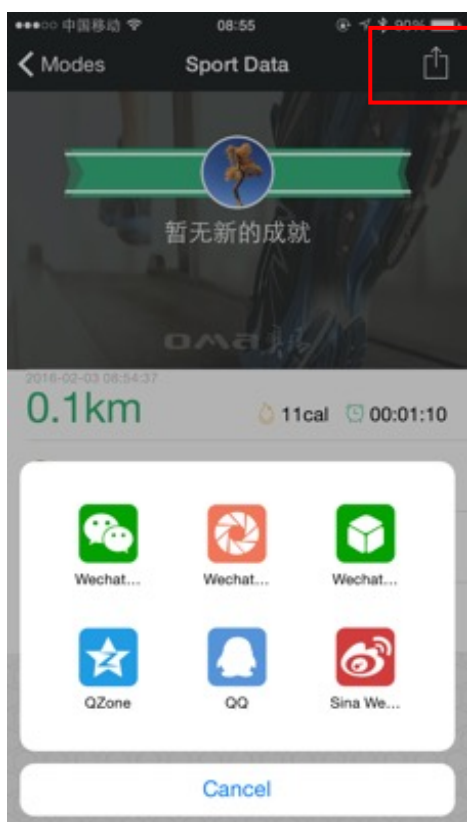 中国移动 08:55 90%
Modes Sport Data
暂无新的成就
2016-02-03 08:54:37
0.1km 11cal 00:01:10
Wechat... Wechat... Wechat...
QZone QQ Sina We...
Cancel